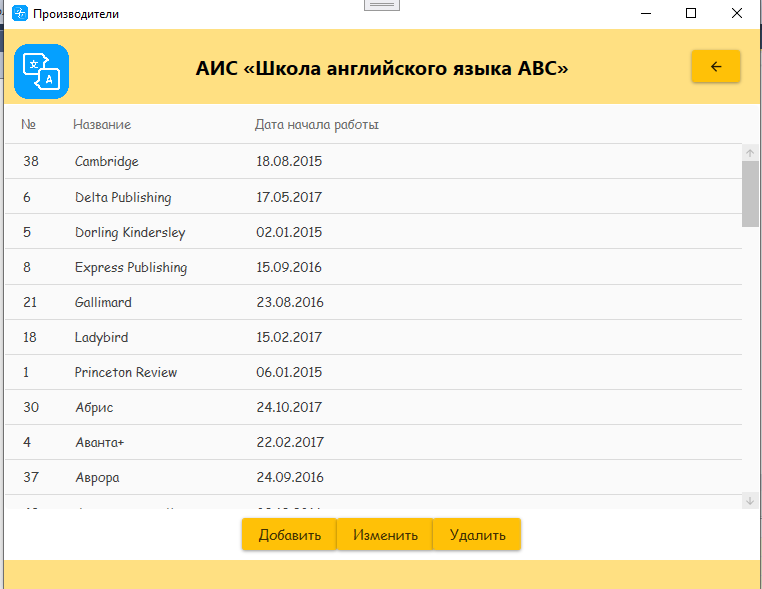 Производители
АИС «Школа английского языка ABC»
№ Название Дата начала работы
38 Cambridge 18.08.2015
6 Delta Publishing 17.05.2017
5 Dorling Kindersley 02.01.2015
8 Express Publishing 15.09.2016
21 Gallimard 23.08.2016
18 Ladybird 15.02.2017
1 Princeton Review 06.01.2015
30 Абрис 24.10.2017
4 Аванта+ 22.02.2017
37 Аврора 24.09.2016
Добавить Изменить Удалить